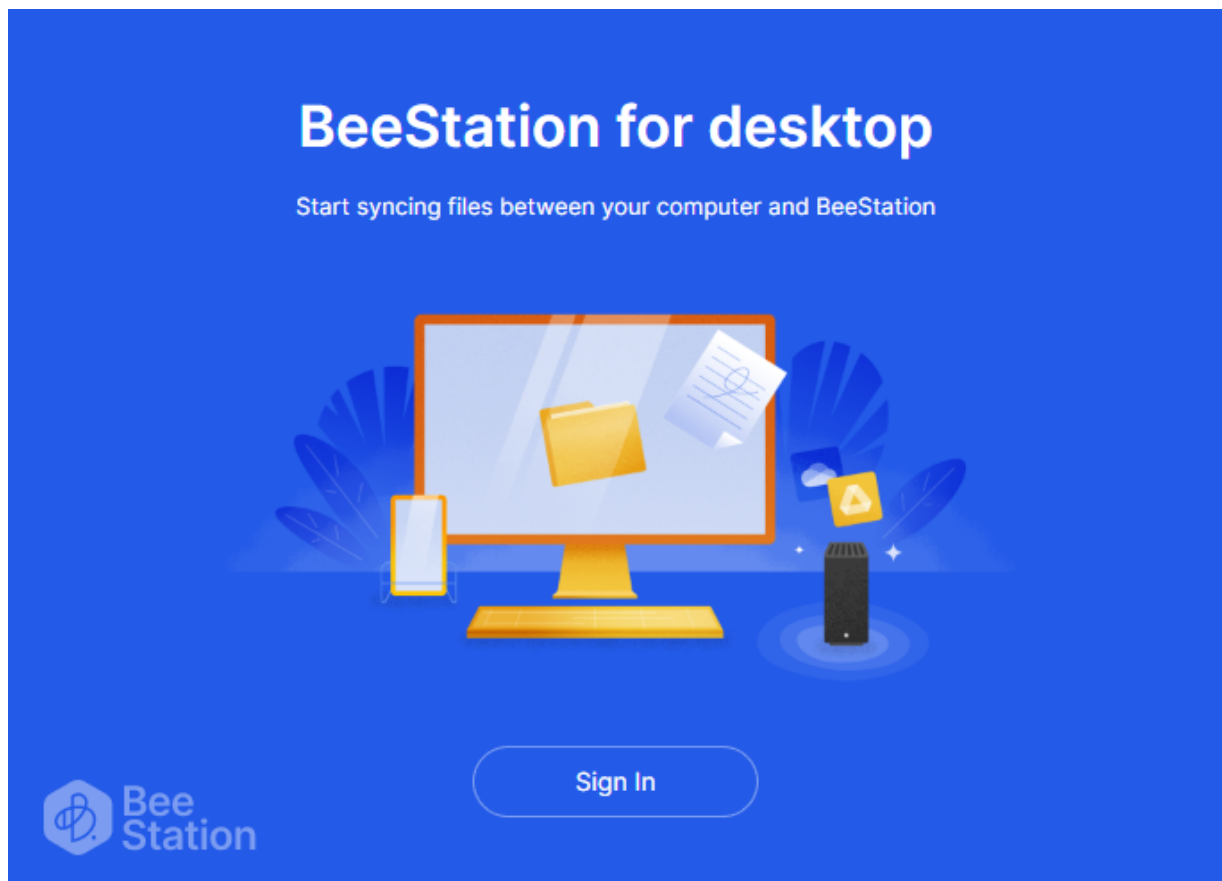 BeeStation for desktop
Start syncing files between your computer and BeeStation
Sign In
Bee
Station